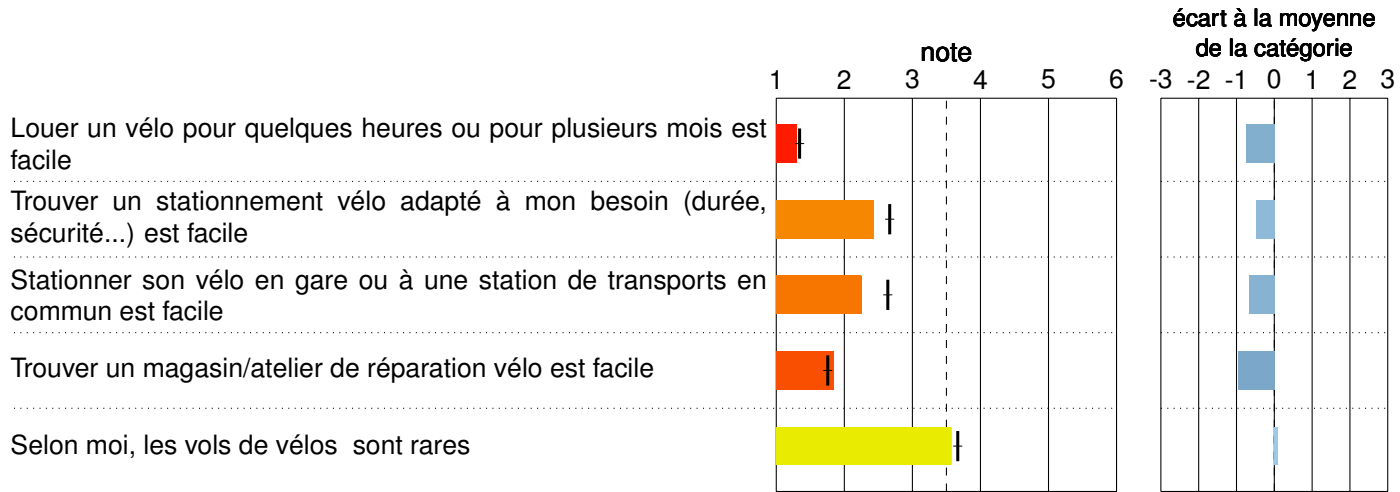 écart à la moyenne
note de la catégorie
1 2 3 4 5 6 -3 -2 -1 0 1 2 3
Louer un vélo pour quelques heures ou pour plusieurs mois est
facile
Trouver un stationnement vélo adapté à mon besoin (durée,
sécurité...) est facile
Stationner son vélo en gare ou à une station de transports en
commun est facile
Trouver un magasin/atelier de réparation vélo est facile
Selon moi, les vols de vélos sont rares